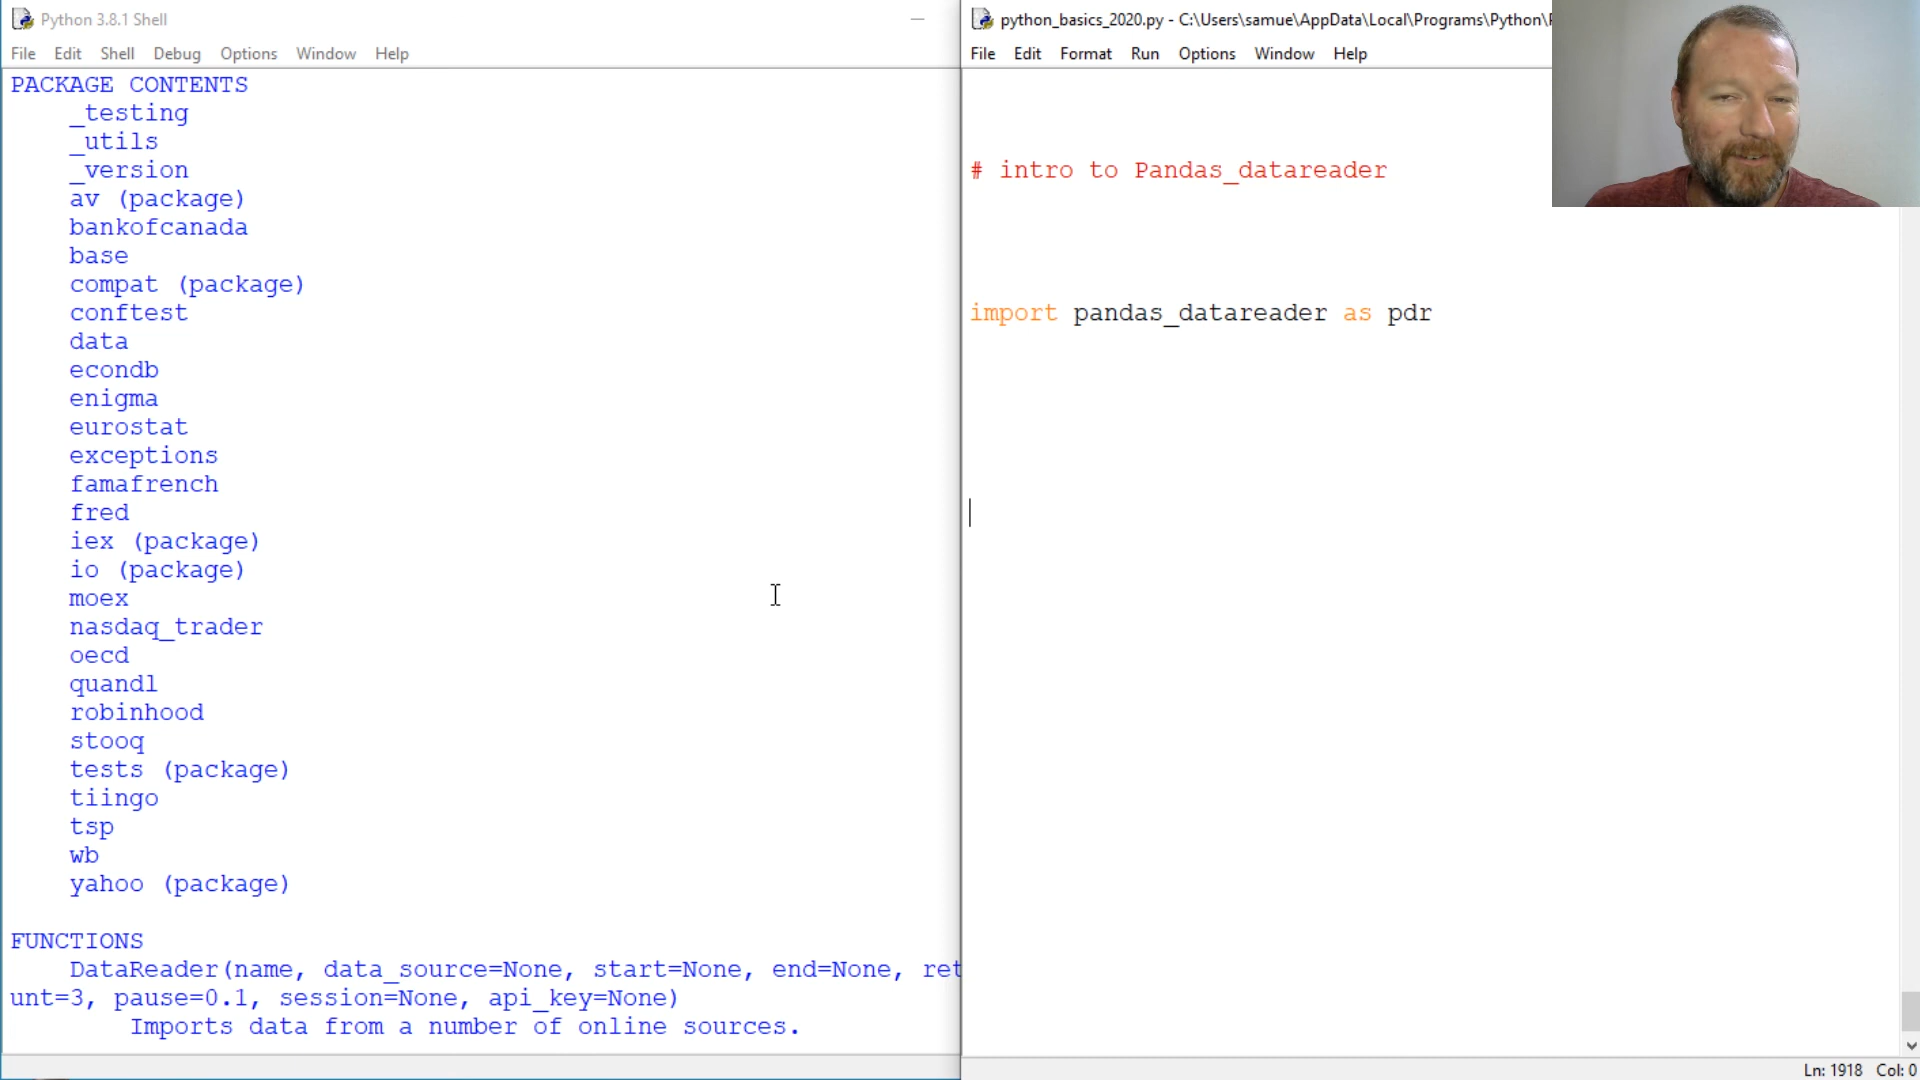 Python 3.8.1 Shell
File Edit Shell Debug Options Window Help
PACKAGE CONTENTS
_testing
_utils
_version
av (package)
bankofcanada
base
compat (package)
conftest
data
econdb
enigma
eurostat
exceptions
famafrench
fred
iex (package)
io (package)
moex
nasdaq_trader
oecd
quandl
robinhood
stooq
tests (package)
tiingo
tsp
wb
yahoo (package)
FUNCTIONS
DataReader(name, data_source=None, start=None, end=None, ret
unt=3, pause=0.1, session=None, api_key=None)
Imports data from a number of online sources.
python_basics_2020.py - C:\Users\samue\AppData\Local\Programs\Python\
File Edit Format Run Options Window Help
# intro to Pandas_datareader
import pandas_datareader as pdr
Ln: 1918 Col: 0